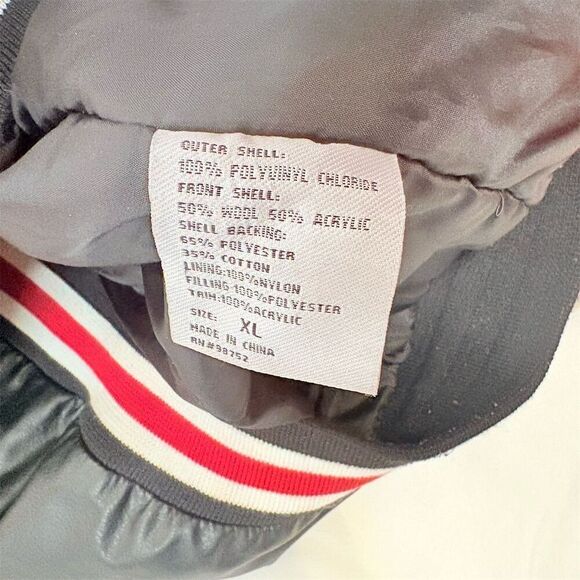 OUTER SHELL:
100% POLYVINYL CHLORIDE
FRONT SHELL:
50% WOOL 50% ACRYLIC
SHELL BACKING:
65% POLYESTER
35% COTTON
LINING:100%NYLON
FILLING:100%POLYESTER
TRIM:100%ACRYLIC
SIZE: XL
MADE IN CHINA
RN#98752